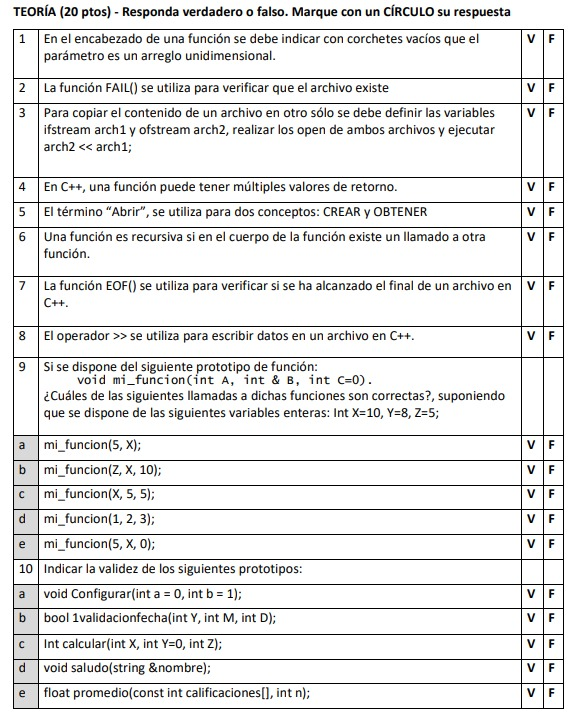 TEORÍA (20 ptos) - Responda verdadero o falso. Marque con un CÍRCULO su respuesta
1 En el encabezado de una función se debe indicar con corchetes vacíos que el V F
parámetro es un arreglo unidimensional.
2 La función FAIL() se utiliza para verificar que el archivo existe V F
3 Para copiar el contenido de un archivo en otro sólo se debe definir las variables V F
ifstream arch1 y ofstream arch2, realizar los open de ambos archivos y ejecutar
arch2 << arch1;
4 En C++, una función puede tener múltiples valores de retorno. V F
5 El término “Abrir”, se utiliza para dos conceptos: CREAR y OBTENER V F
6 Una función es recursiva si en el cuerpo de la función existe un llamado a otra V F
función.
7 La función EOF() se utiliza para verificar si se ha alcanzado el final de un archivo en V F
C++.
8 El operador >> se utiliza para escribir datos en un archivo en C++. V F
9 Si se dispone del siguiente prototipo de función: V F
void mi_funcion(int A, int & B, int C=0).
¿Cuáles de las siguientes llamadas a dichas funciones son correctas?, suponiendo
que se dispone de las siguientes variables enteras: Int X=10, Y=8, Z=5;
a mi_funcion(5, X); V F
b mi_funcion(Z, X, 10); V F
c mi_funcion(X, 5, 5); V F
d mi_funcion(1, 2, 3); V F
e mi_funcion(5, X, 0); V F
10 Indicar la validez de los siguientes prototipos:
a void Configurar(int a = 0, int b = 1); V F
b bool 1validacionfecha(int Y, int M, int D); V F
c Int calcular(int X, int Y=0, int Z); V F
d void saludo(string &nombre); V F
e float promedio(const int calificaciones[], int n); V F